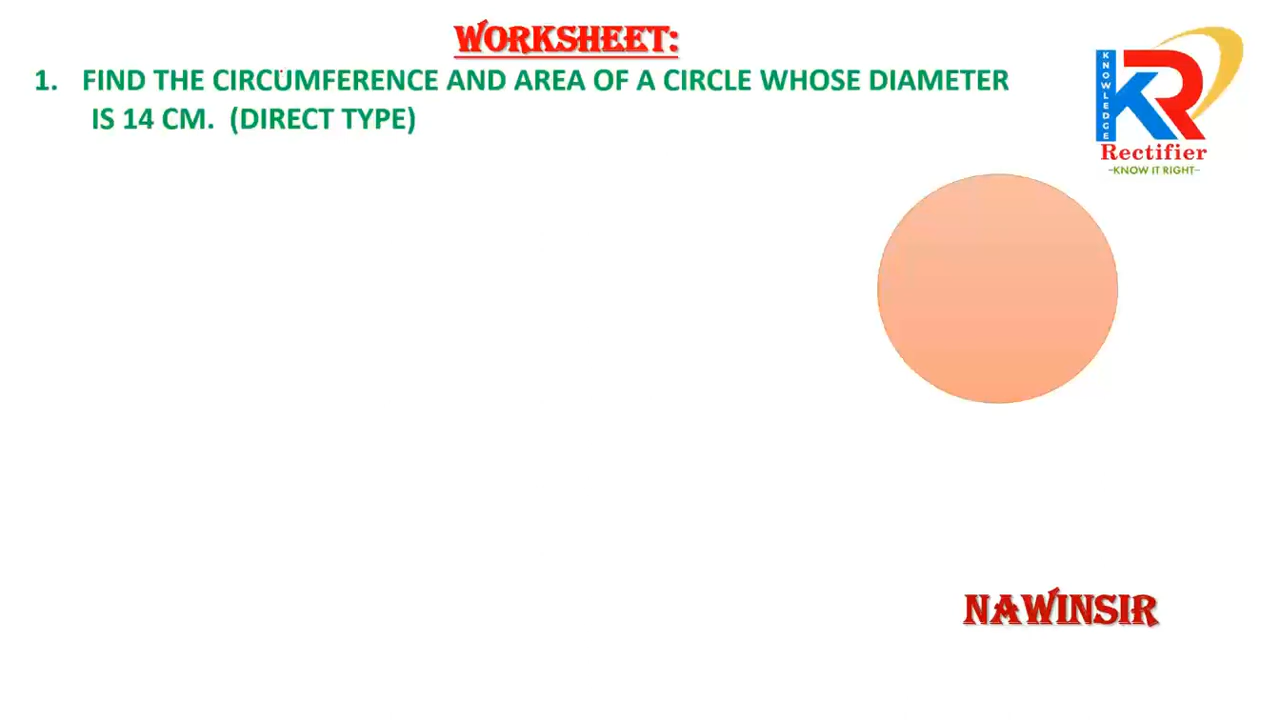 WORKSHEET:
1. FIND THE CIRCUMFERENCE AND AREA OF A CIRCLE WHOSE DIAMETER
IS 14 CM. (DIRECT TYPE)
KNOWLEDGE
KR
Rectifier
-KNOW IT RIGHT-
NAWINSIR